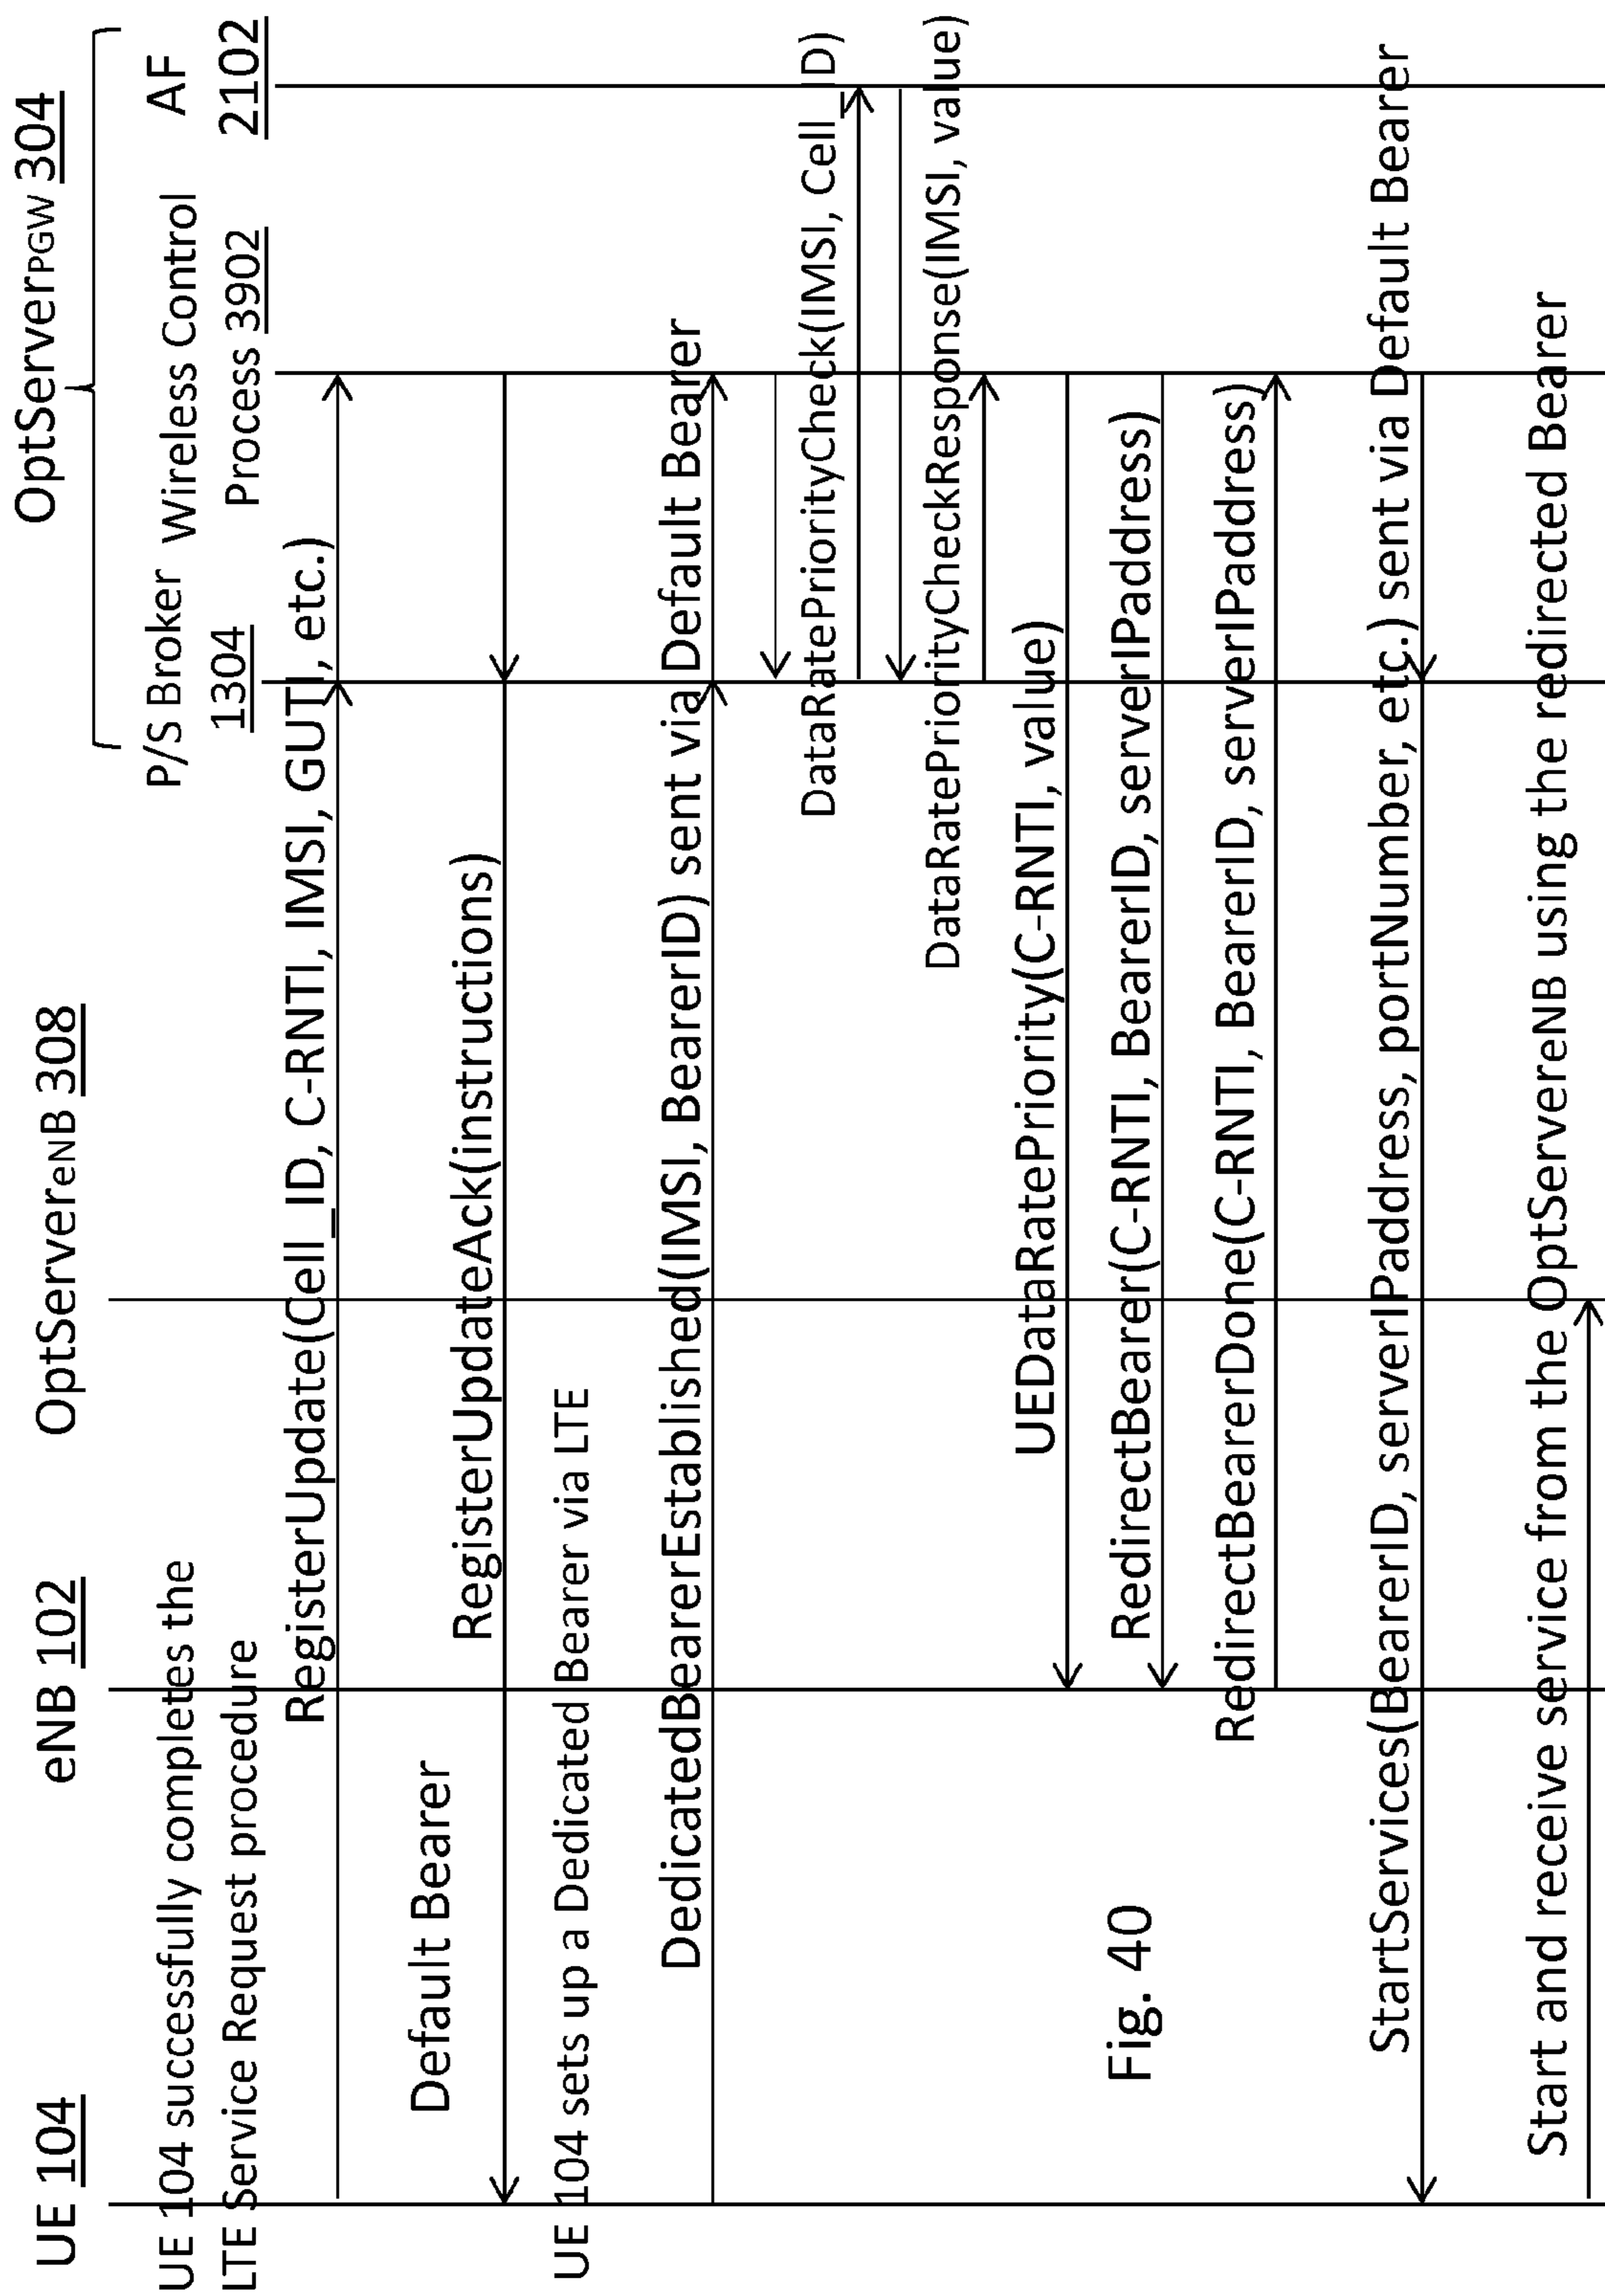 OptServerPGW 304
UE 104
eNB 102
OptServereNB 308
P/S Broker
1304
Wireless Control
Process 3902
AF
2102
UE 104 successfully completes the
LTE Service Request procedure
RegisterUpdate(Cell_ID, C-RNTI, IMSI, GUTI, etc.)
Default Bearer
RegisterUpdateAck(instructions)
UE 104 sets up a Dedicated Bearer via LTE
DedicatedBearerEstablished(IMSI, BearerID) sent via Default Bearer
DataRatePriorityCheck(IMSI, Cell_ID)
DataRatePriorityCheckResponse(IMSI, value)
UEDataRatePriority(C-RNTI, value)
RedirectBearer(C-RNTI, BearerID, serverIPaddress)
RedirectBearerDone(C-RNTI, BearerID, serverIPaddress)
StartServices(BearerID, serverIPaddress, portNumber, etc.) sent via Default Bearer
Start and receive service from the OptServereNB using the redirected Bearer
Fig. 40